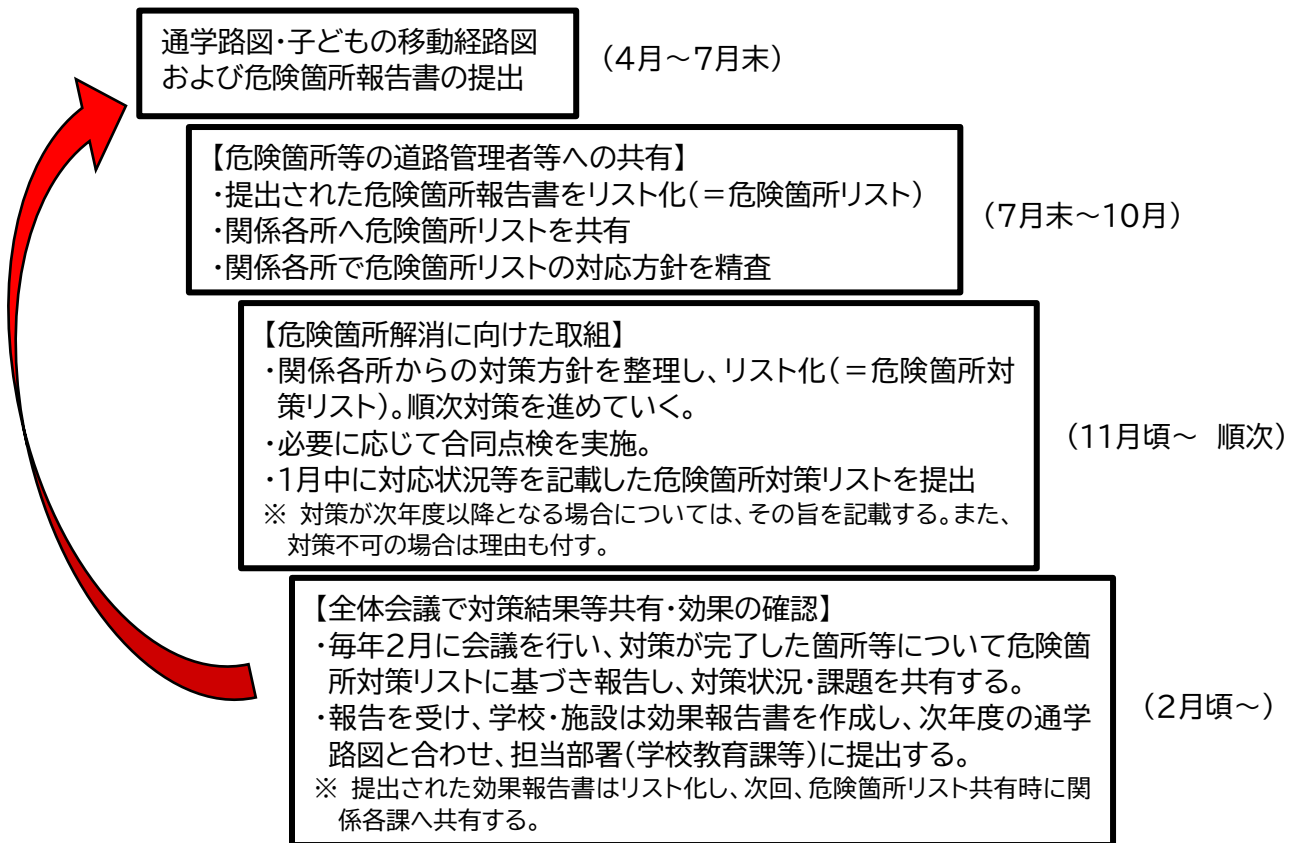 通学路図・子どもの移動経路図
および危険箇所報告書の提出
（4月～7月末）
【危険箇所等の道路管理者等への共有】
・提出された危険箇所報告書をリスト化（＝危険箇所リスト）
・関係各所へ危険箇所リストを共有
・関係各所で危険箇所リストの対応方針を精査
（7月末～10月）
【危険箇所解消に向けた取組】
・関係各所からの対策方針を整理し、リスト化（＝危険箇所対
策リスト）。順次対策を進めていく。
・必要に応じて合同点検を実施。
・1月中に対応状況等を記載した危険箇所対策リストを提出
※ 対策が次年度以降となる場合については、その旨を記載する。また、
対策不可の場合は理由も付す。
（11月頃～ 順次）
【全体会議で対策結果等共有・効果の確認】
・毎年2月に会議を行い、対策が完了した箇所等について危険箇
所対策リストに基づき報告し、対策状況・課題を共有する。
・報告を受け、学校・施設は効果報告書を作成し、次年度の通学
路図と合わせ、担当部署（学校教育課等）に提出する。
※ 提出された効果報告書はリスト化し、次回、危険箇所リスト共有時に関
係各課へ共有する。
（2月頃～）